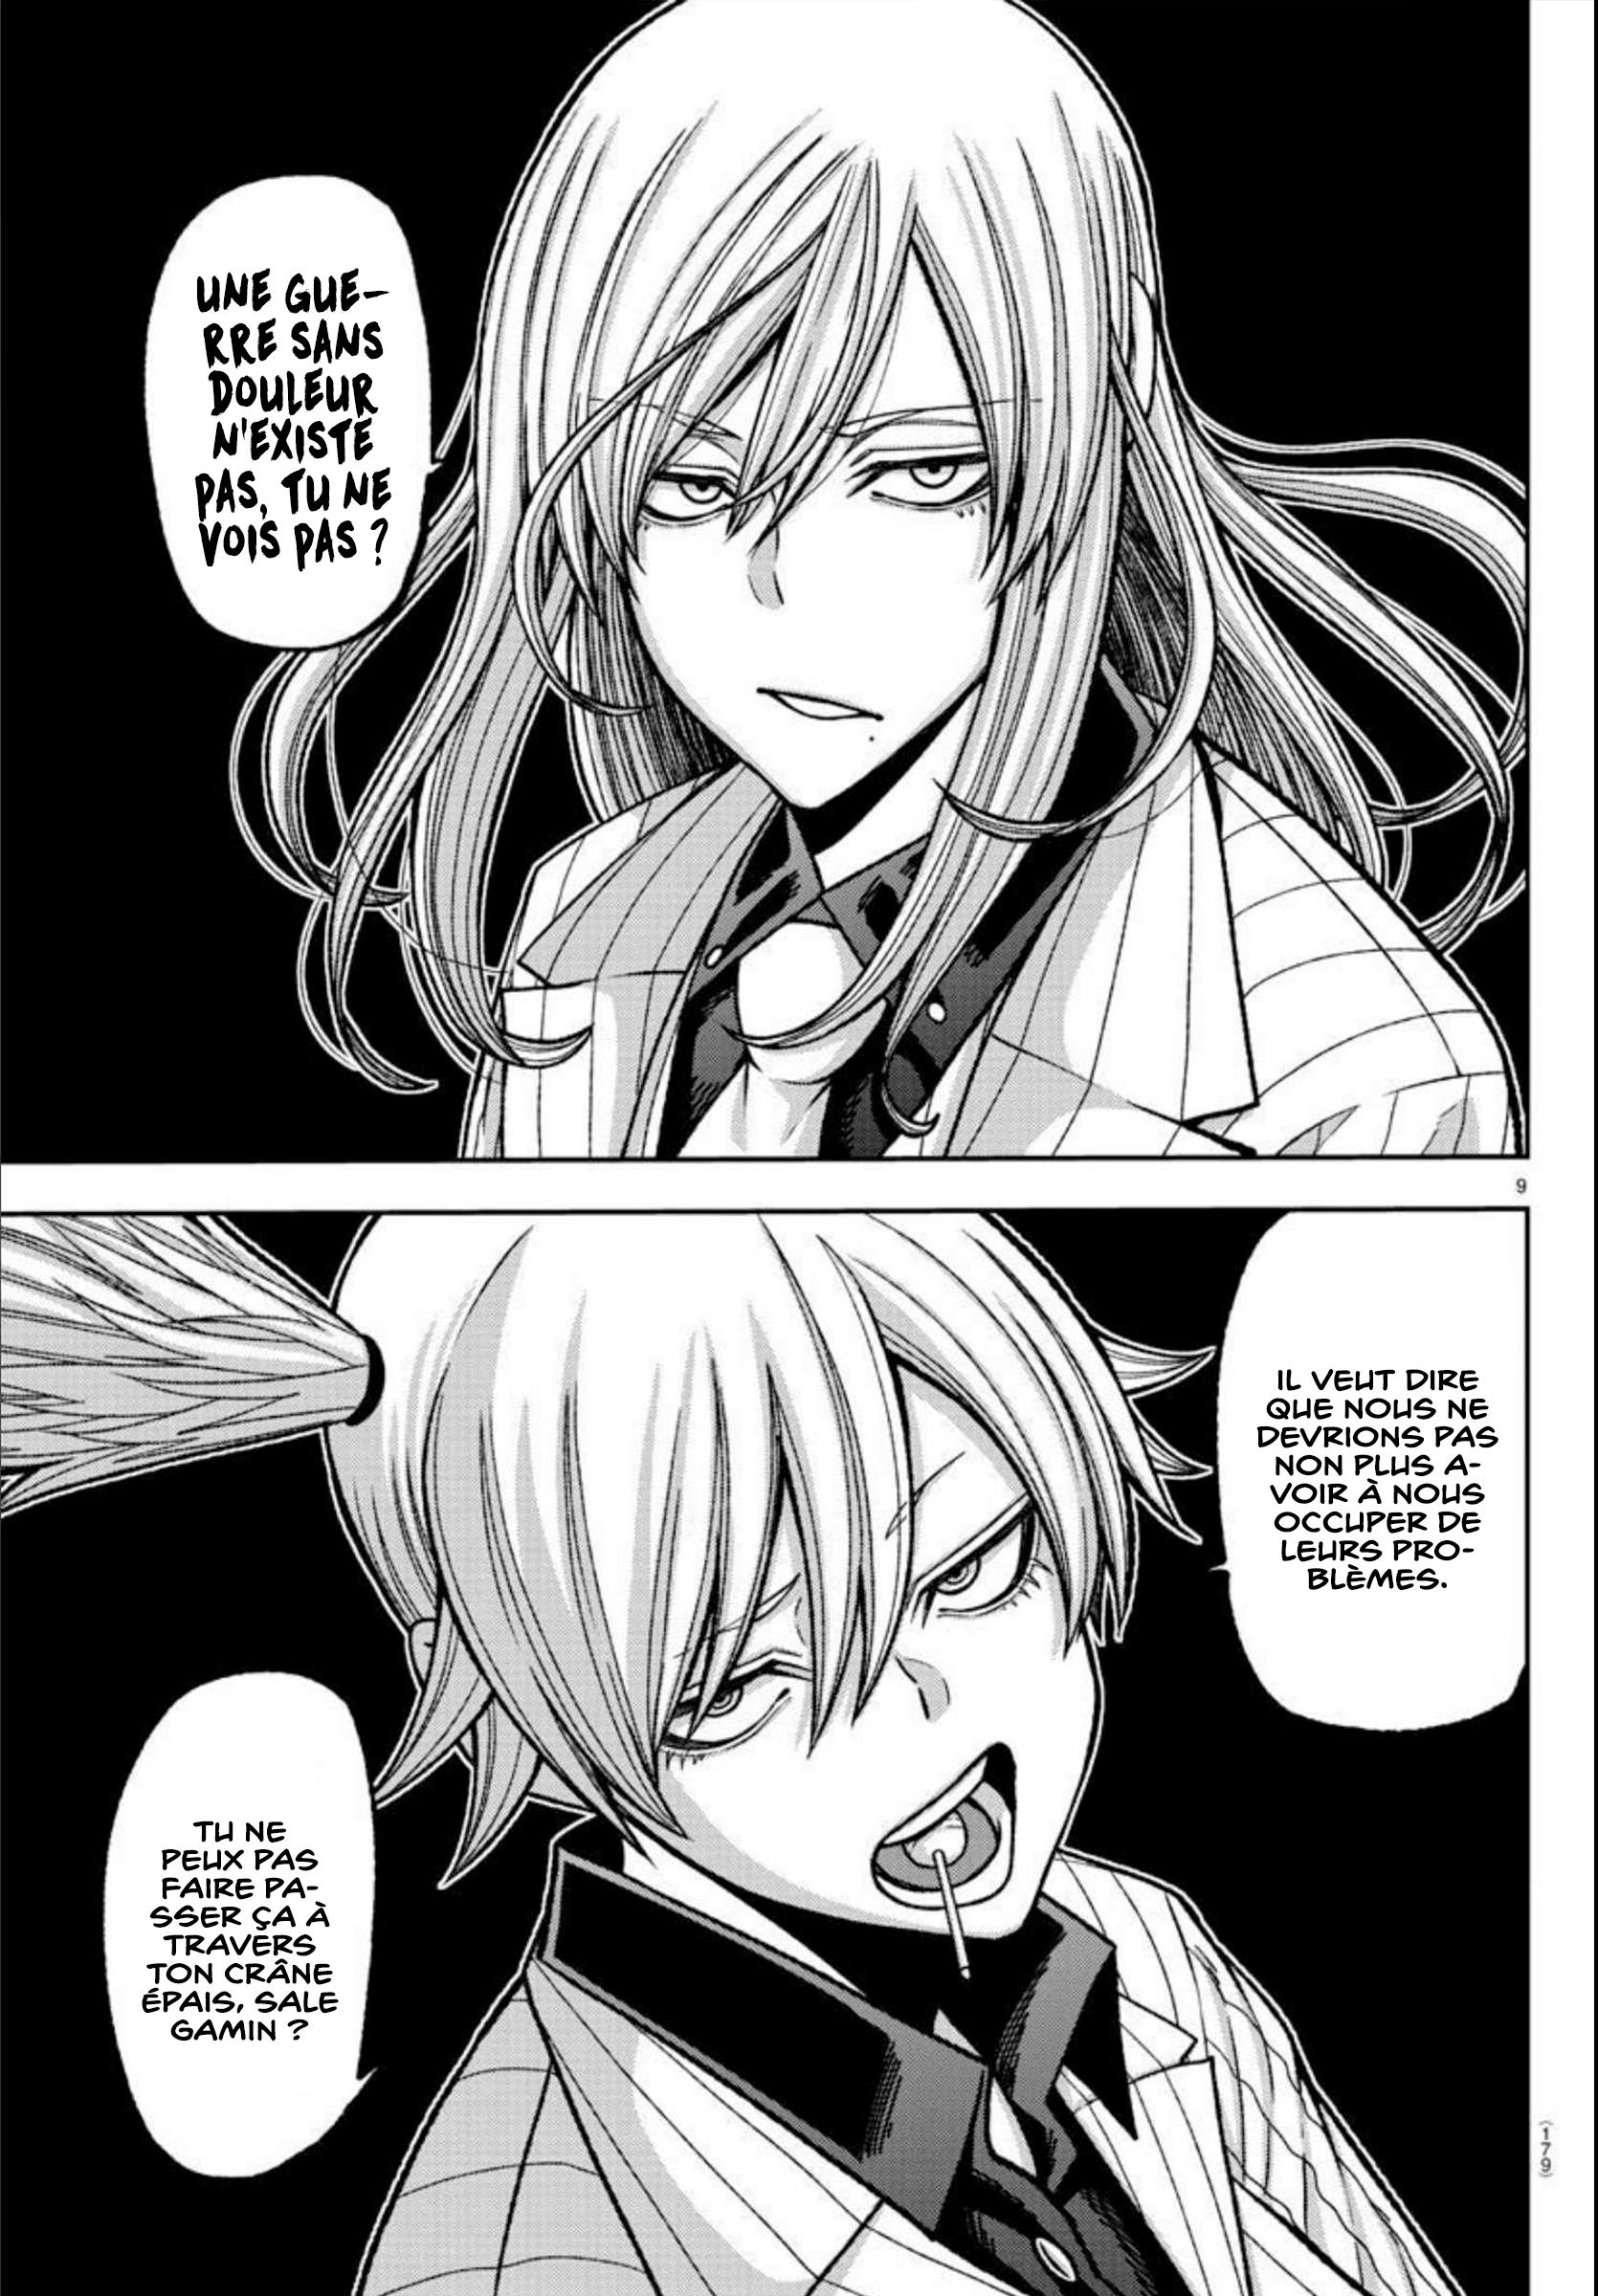 UNE GUE-
RRE SANS
DOULEUR
N'EXISTE
PAS, TU NE
VOIS PAS ?
9
IL VEUT DIRE
QUE NOUS NE
DEVRIONS PAS
NON PLUS A-
VOIR À NOUS
OCCUPER DE
LEURS PRO-
BLÈMES.
TU NE
PEUX PAS
FAIRE PA-
SSER ÇA À
TRAVERS
TON CRÂNE
ÉPAIS, SALE
GAMIN ?
(179)